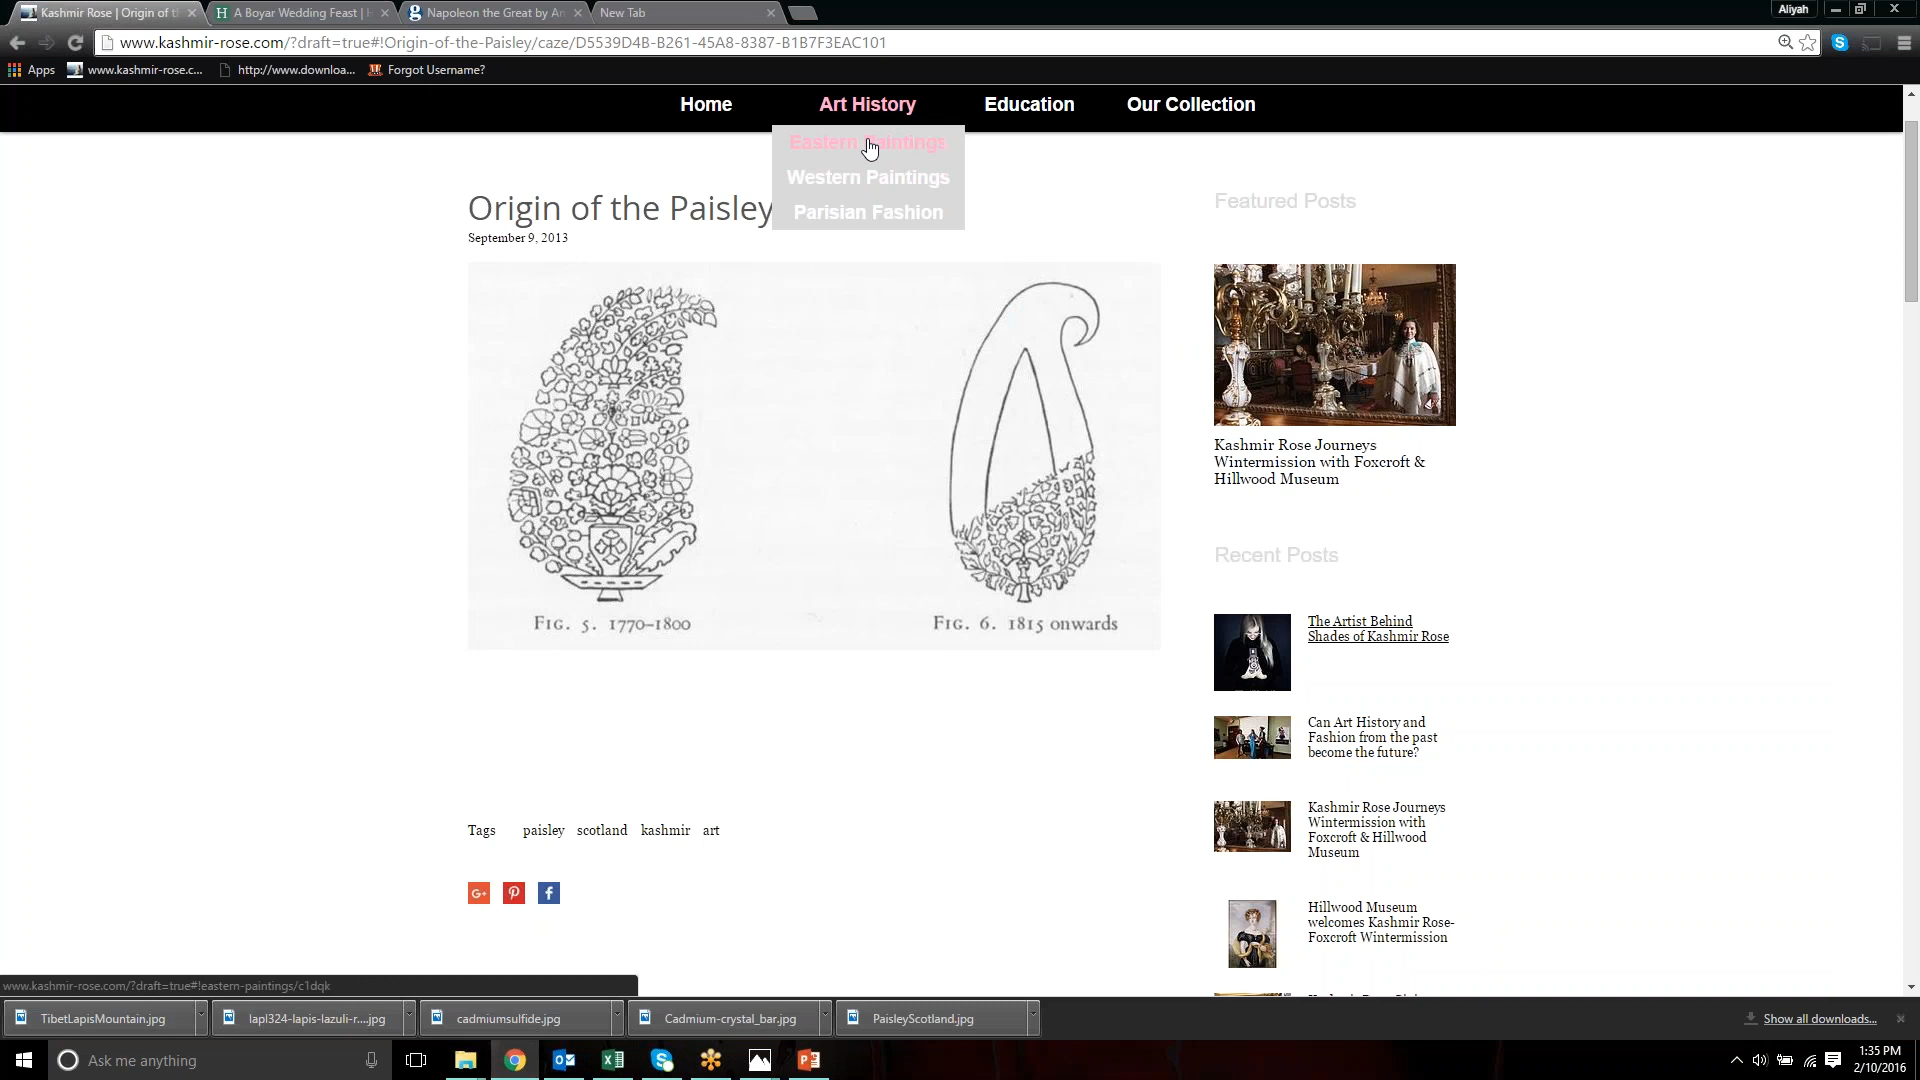 Kashmir Rose | Origin of th
A Boyar Wedding Feast | H
Napoleon the Great by An
New Tab
Aliyah
www.kashmir-rose.com/?draft=true#!Origin-of-the-Paisley/caze/D5539D4B-B261-45A8-8387-B1B7F3EAC101
Apps
www.kashmir-rose.c...
http://www.downloa...
Forgot Username?
Home
Art History
Education
Our Collection
Eastern Paintings
Western Paintings
Parisian Fashion
Origin of the Paisley
September 9, 2013
FIG. 5. 1770-1800
FIG. 6. 1815 onwards
Tags paisley scotland kashmir art
G+
Featured Posts
Kashmir Rose Journeys
Wintermission with Foxcroft &
Hillwood Museum
Recent Posts
The Artist Behind
Shades of Kashmir Rose
Can Art History and
Fashion from the past
become the future?
Kashmir Rose Journeys
Wintermission with
Foxcroft & Hillwood
Museum
Hillwood Museum
welcomes Kashmir Rose-
Foxcroft Wintermission
www.kashmir-rose.com/?draft=true#!eastern-paintings/c1dqk
TibetLapisMountain.jpg
lapl324-lapis-lazuli-r....jpg
cadmiumsulfide.jpg
Cadmium-crystal_bar.jpg
PaisleyScotland.jpg
Show all downloads...
Ask me anything
1:35 PM
2/10/2016